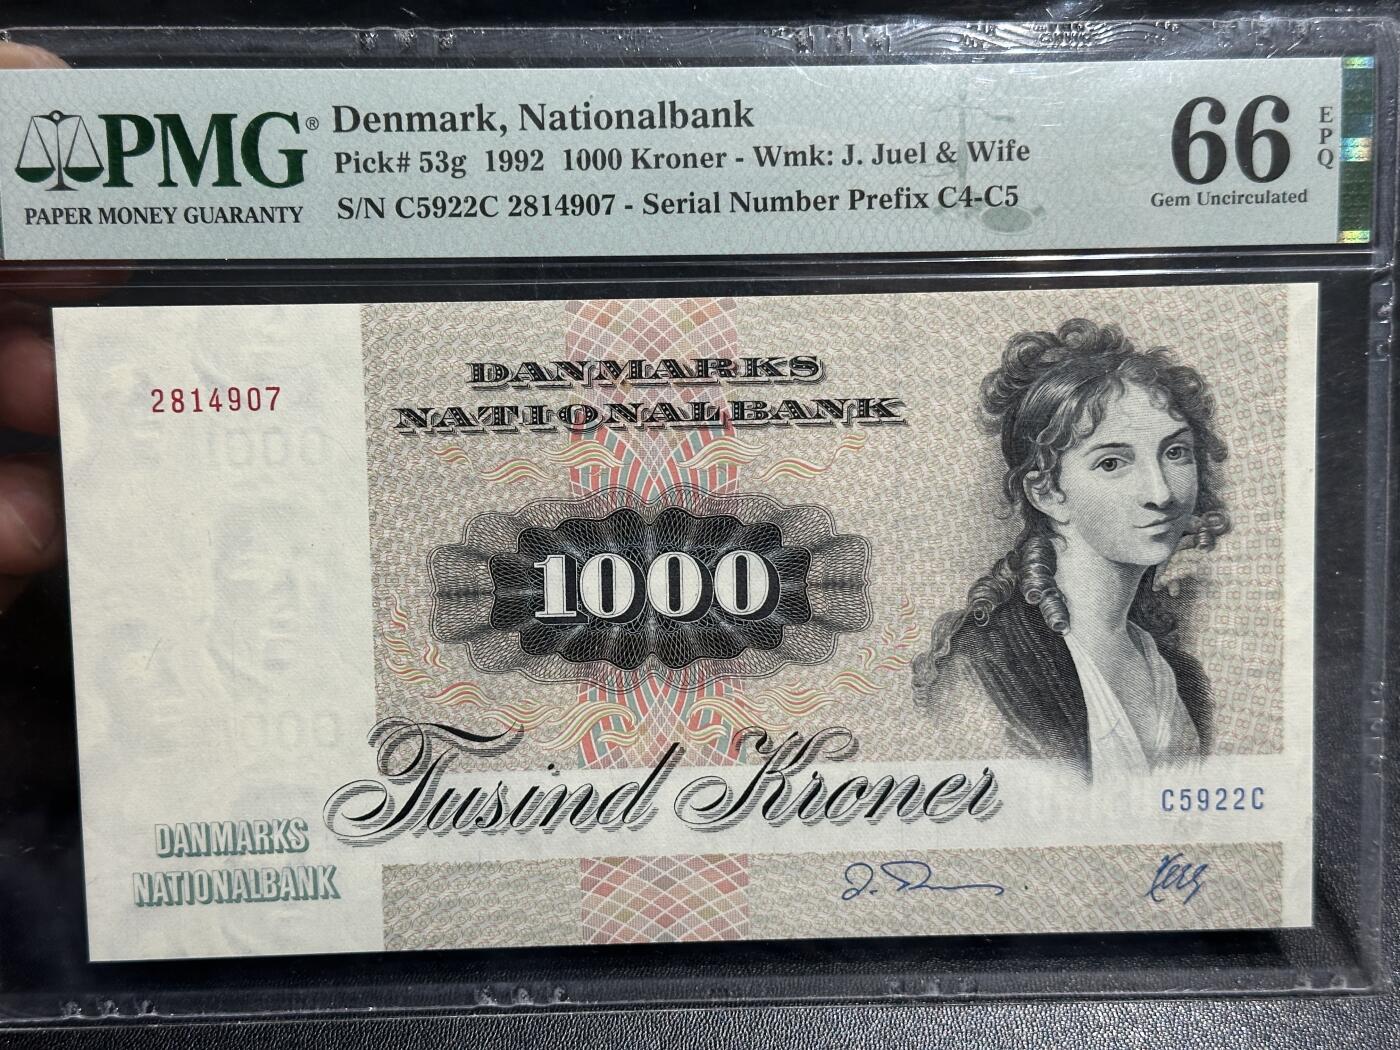 PMG®
PAPER MONEY GUARANTY
Denmark, Nationalbank
Pick# 53g 1992 1000 Kroner - Wmk: J. Juel & Wife
S/N C5922C 2814907 - Serial Number Prefix C4-C5
66
EPQ
Gem Uncirculated
2814907
DANMARKS
NATIONALBANK
1000
Tusind Kroner
C5922C
DANMARKS
NATIONALBANK